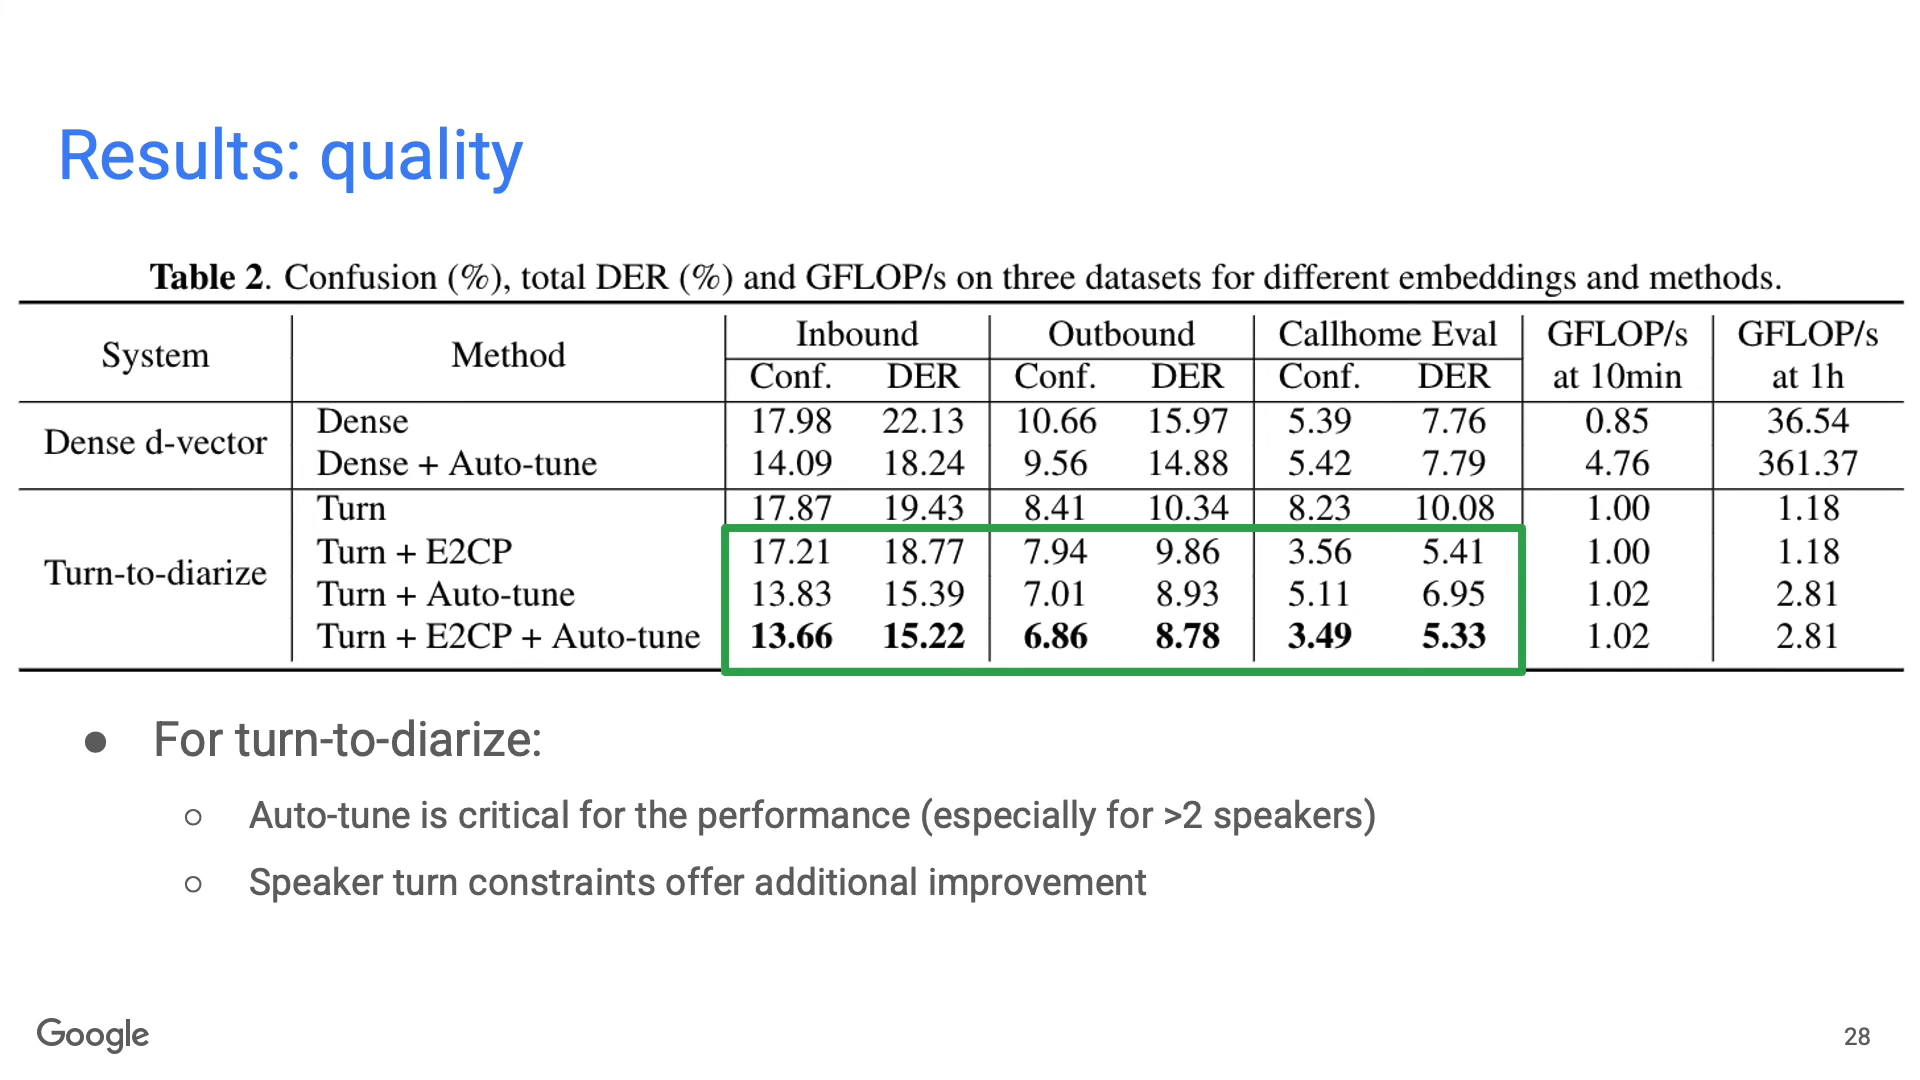 Results: quality
Table 2. Confusion (%), total DER (%) and GFLOP/s on three datasets for different embeddings and methods.
System Method Inbound Outbound Callhome Eval GFLOP/s at 10min GFLOP/s at 1h
Conf. DER Conf. DER Conf. DER
Dense d-vector
Dense 17.98 22.13 10.66 15.97 5.39 7.76 0.85 36.54
Dense + Auto-tune 14.09 18.24 9.56 14.88 5.42 7.79 4.76 361.37
Turn-to-diarize
Turn 17.87 19.43 8.41 10.34 8.23 10.08 1.00 1.18
Turn + E2CP 17.21 18.77 7.94 9.86 3.56 5.41 1.00 1.18
Turn + Auto-tune 13.83 15.39 7.01 8.93 5.11 6.95 1.02 2.81
Turn + E2CP + Auto-tune 13.66 15.22 6.86 8.78 3.49 5.33 1.02 2.81
● For turn-to-diarize:
○ Auto-tune is critical for the performance (especially for >2 speakers)
○ Speaker turn constraints offer additional improvement
Google
28